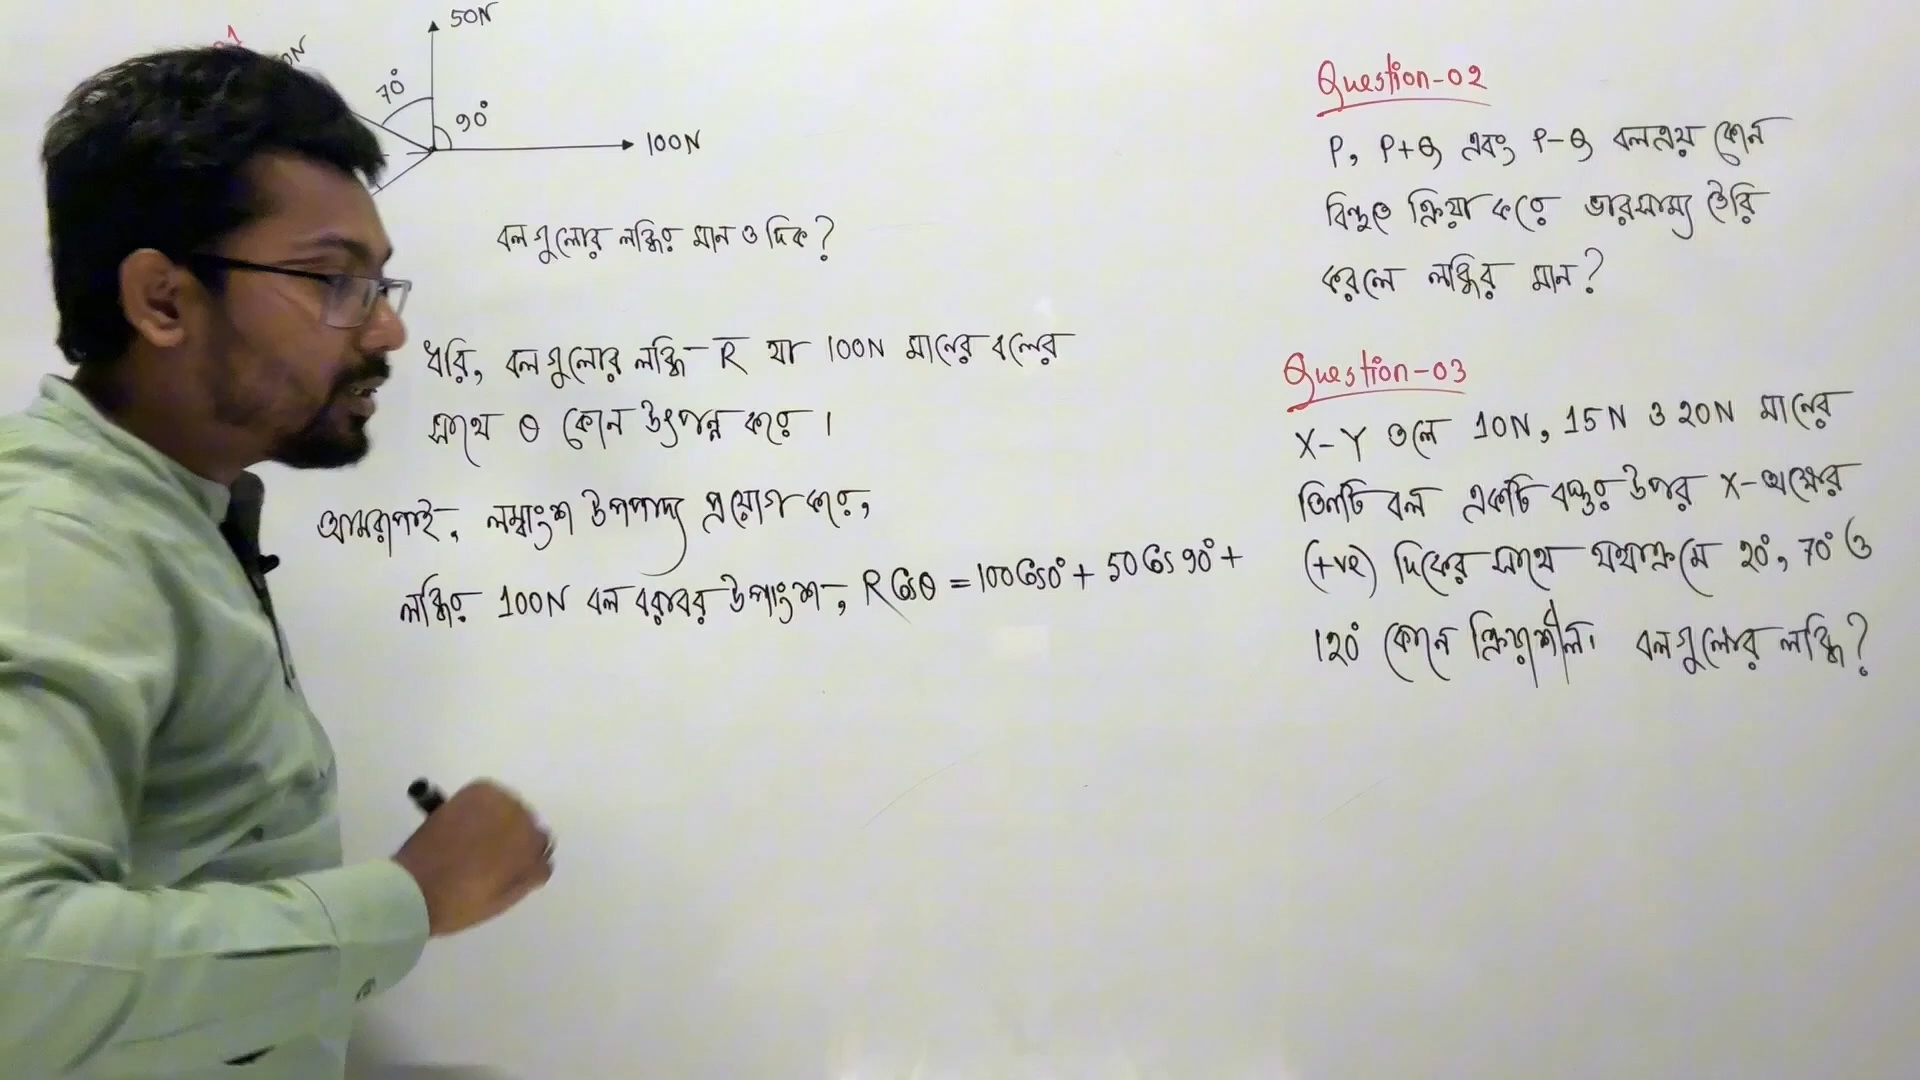 50N
70°
90°
100N
বলগুলোর লব্ধির মান ও দিক?
ধরি, বলগুলোর লব্ধি R যা 100N মানের বলের
সাথে θ কোন উৎপন্ন করে।
আমরা পাই, লম্বাংশ উপপাদ্য প্রয়োগ করে,
লব্ধির 100N বল বরাবর উপাংশ, RCosθ = 100Cos0° + 50Cos90° +
Question-02
P, P+Q এবং P-Q বলত্রয় কোন
বিন্দুতে ক্রিয়া করে ভারসাম্য তৈরি
করলে লব্ধির মান?
Question-03
X-Y তলে 10N, 15N ও 20N মানের
তিনটি বল একটি বস্তুর উপর X-অক্ষের
(+ve) দিকের সাথে যথাক্রমে 20°, 70° ও
120° কোনে ক্রিয়াশীল। বলগুলোর লব্ধি?